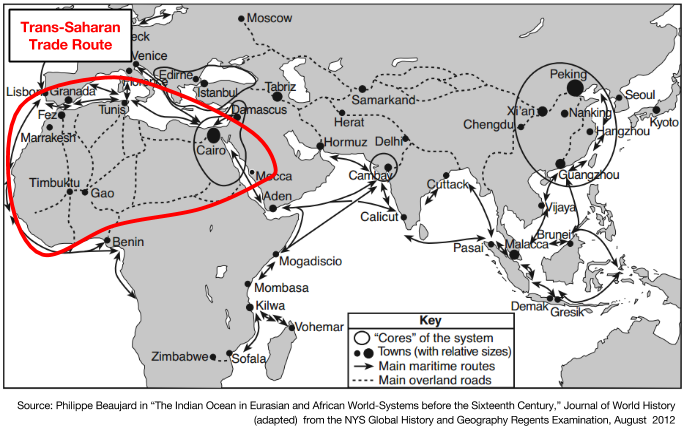 Trans-Saharan
Trade Route
Moscow
eck
Venice
Florence
Edirne
Istanbul
Tabriz
Samarkand
Peking
Seoul
Lisbon
Granada
Fez
Tunis
Damascus
Herat
Xi'an
Nanking
Kyoto
Marrakesh
Cairo
Hormuz
Delhi
Chengdu
Hangzhou
Timbuktu
Gao
Mecca
Cambay
Cuttack
Guangzhou
Aden
Calicut
Vijaya
Benin
Mogadiscio
Pasai
Malacca
Brunei
Mombasa
Kilwa
Demak
Gresik
Vohemar
Zimbabwe
Sofala
Key
"Cores" of the system
Towns (with relative sizes)
Main maritime routes
Main overland roads
Source: Philippe Beaujard in “The Indian Ocean in Eurasian and African World-Systems before the Sixteenth Century,” Journal of World History
(adapted) from the NYS Global History and Geography Regents Examination, August 2012